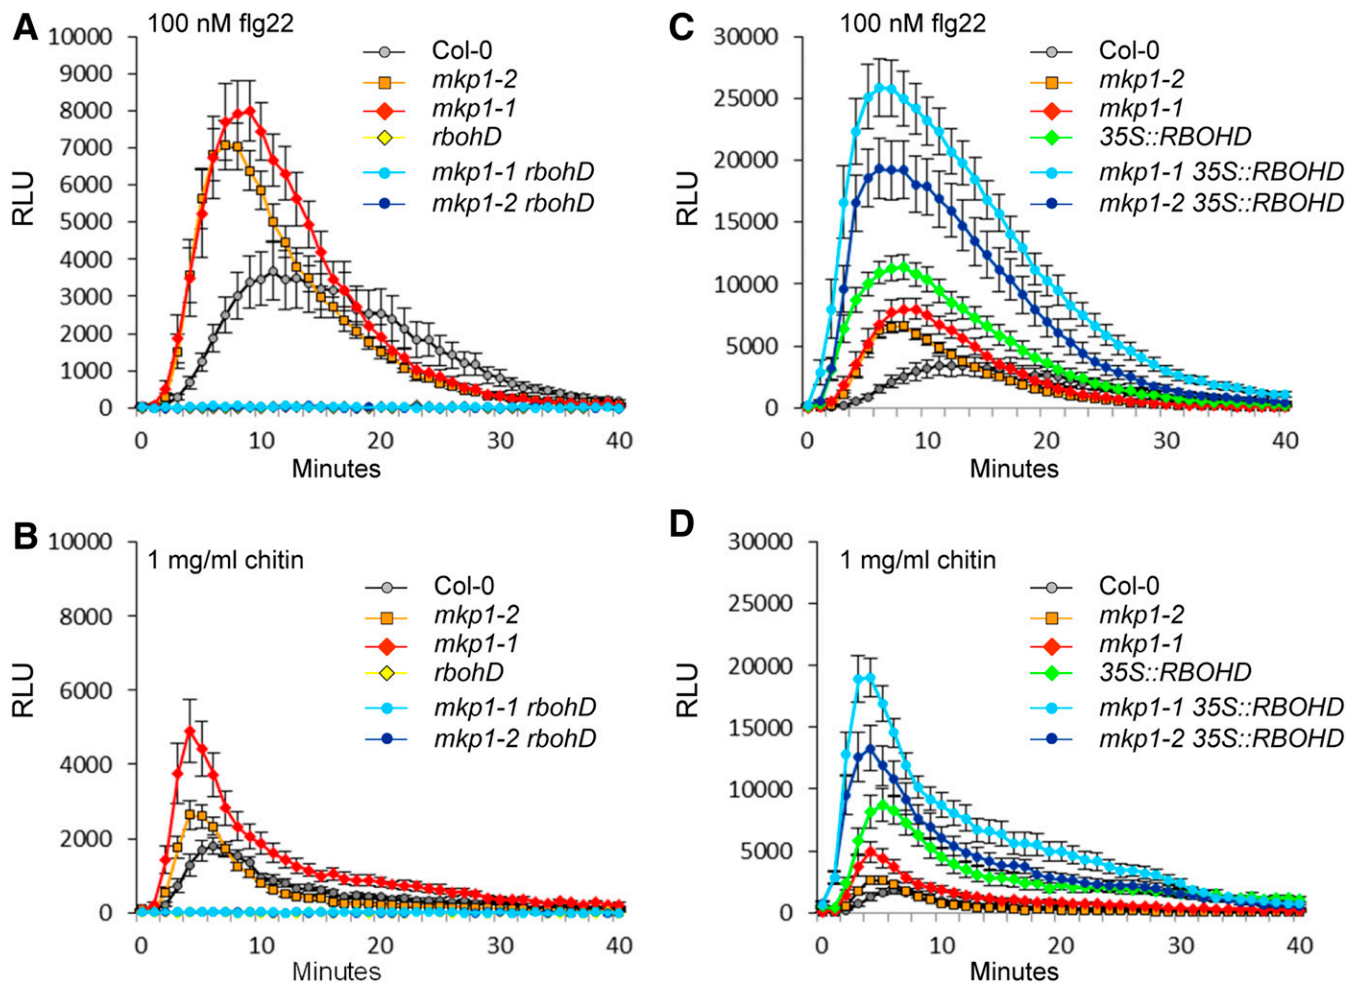 A
100 nM flg22
10000
9000
8000
7000
6000
5000
4000
3000
2000
1000
0
RLU
0 10 20 30 40
Minutes
Col-0
mkp1-2
mkp1-1
rbohD
mkp1-1 rbohD
mkp1-2 rbohD
C
100 nM flg22
30000
25000
20000
15000
10000
5000
0
RLU
0 10 20 30 40
Minutes
Col-0
mkp1-2
mkp1-1
35S::RBOHD
mkp1-1 35S::RBOHD
mkp1-2 35S::RBOHD
B
1 mg/ml chitin
10000
8000
6000
4000
2000
0
RLU
0 10 20 30 40
Minutes
Col-0
mkp1-2
mkp1-1
rbohD
mkp1-1 rbohD
mkp1-2 rbohD
D
1 mg/ml chitin
30000
25000
20000
15000
10000
5000
0
RLU
0 10 20 30 40
Minutes
Col-0
mkp1-2
mkp1-1
35S::RBOHD
mkp1-1 35S::RBOHD
mkp1-2 35S::RBOHD